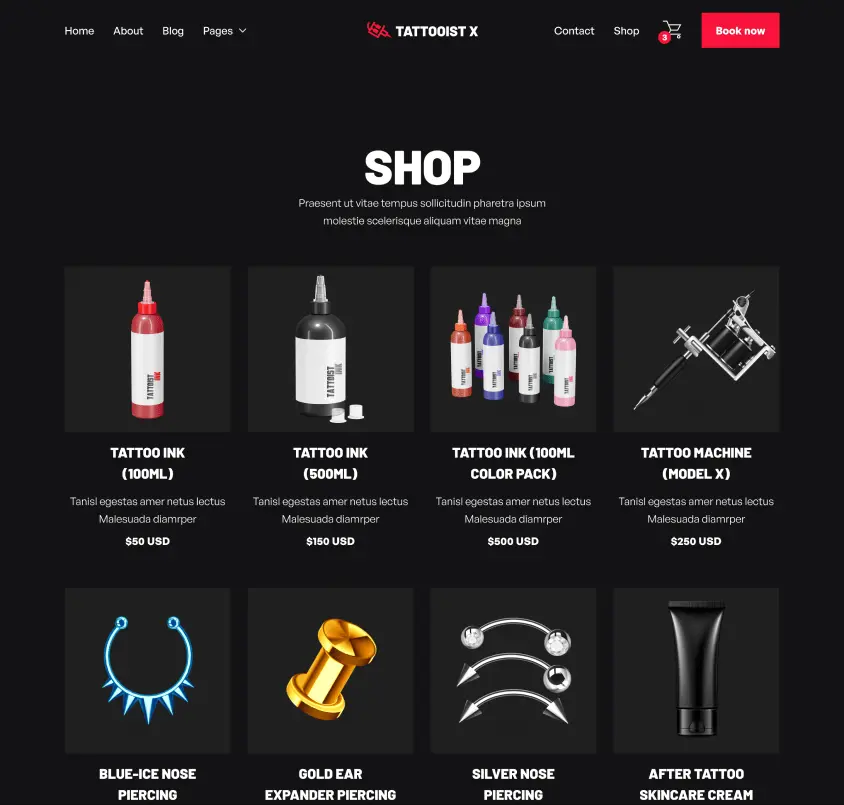 Home About Blog Pages TATTOOIST X Contact Shop 3 Book now
SHOP
Praesent ut vitae tempus sollicitudin pharetra ipsum
molestie scelerisque aliquam vitae magna
TATTOOIST INK
TATTOOIST INK
TATTOO INK
(100ML)
Tanisl egestas amer netus lectus
Malesuada diamrper
$50 USD
TATTOO INK
(500ML)
Tanisl egestas amer netus lectus
Malesuada diamrper
$150 USD
TATTOO INK (100ML
COLOR PACK)
Tanisl egestas amer netus lectus
Malesuada diamrper
$500 USD
TATTOO MACHINE
(MODEL X)
Tanisl egestas amer netus lectus
Malesuada diamrper
$250 USD
BLUE-ICE NOSE
PIERCING
GOLD EAR
EXPANDER PIERCING
SILVER NOSE
PIERCING
AFTER TATTOO
SKINCARE CREAM